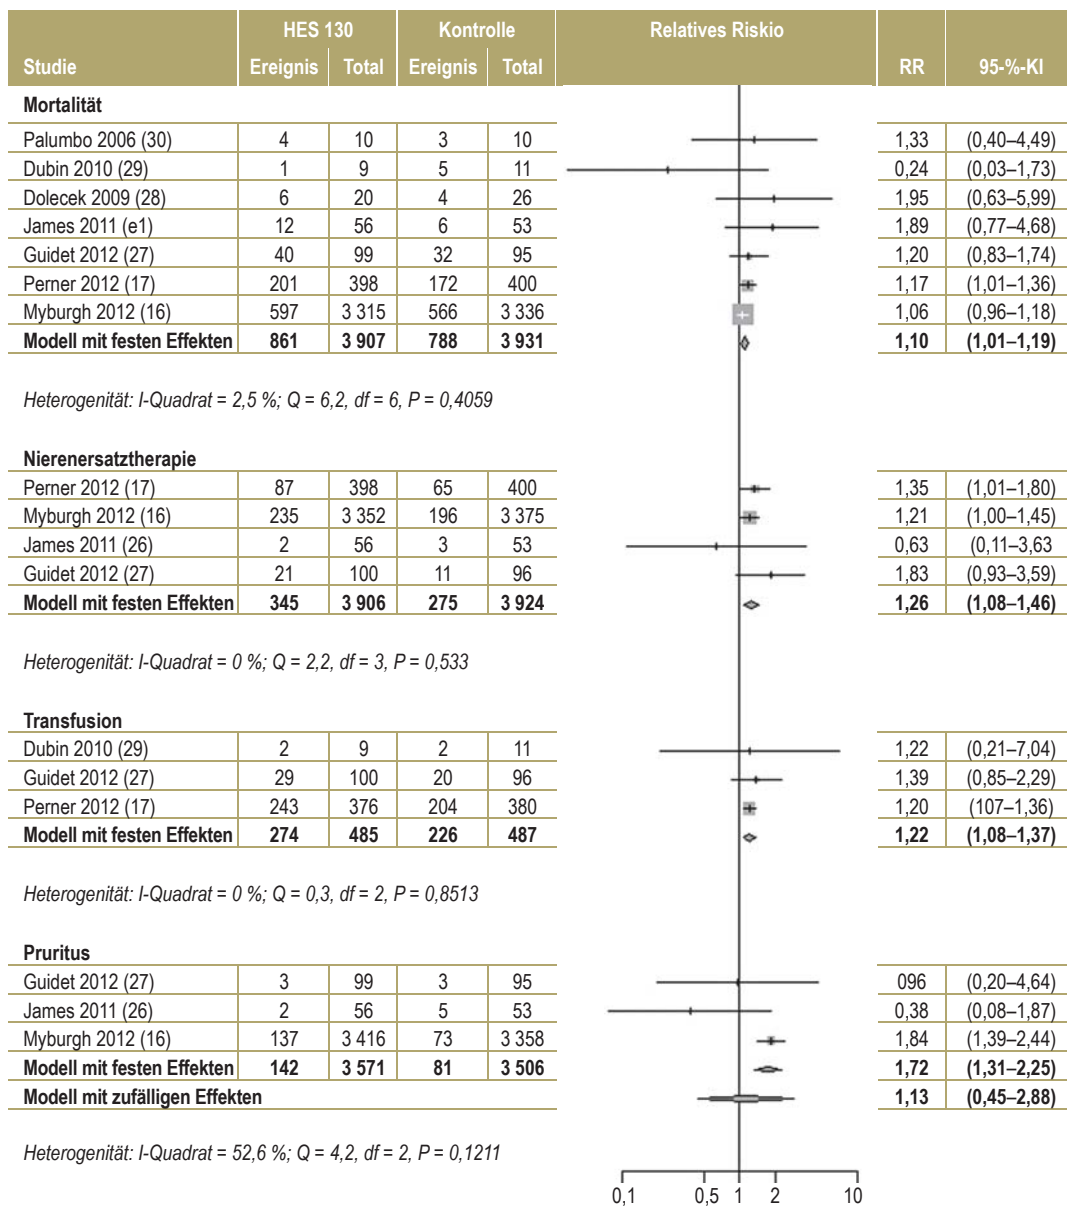 HES 130 Kontrolle Relatives Riskio
Studie Ereignis Total Ereignis Total RR 95-%-KI
Mortalität
Palumbo 2006 (30) 4 10 3 10 1,33 (0,40–4,49)
Dubin 2010 (29) 1 9 5 11 0,24 (0,03–1,73)
Dolecek 2009 (28) 6 20 4 26 1,95 (0,63–5,99)
James 2011 (e1) 12 56 6 53 1,89 (0,77–4,68)
Guidet 2012 (27) 40 99 32 95 1,20 (0,83–1,74)
Perner 2012 (17) 201 398 172 400 1,17 (1,01–1,36)
Myburgh 2012 (16) 597 3 315 566 3 336 1,06 (0,96–1,18)
Modell mit festen Effekten 861 3 907 788 3 931 1,10 (1,01–1,19)
Heterogenität: I-Quadrat = 2,5 %; Q = 6,2, df = 6, P = 0,4059
Nierenersatztherapie
Perner 2012 (17) 87 398 65 400 1,35 (1,01–1,80)
Myburgh 2012 (16) 235 3 352 196 3 375 1,21 (1,00–1,45)
James 2011 (26) 2 56 3 53 0,63 (0,11–3,63
Guidet 2012 (27) 21 100 11 96 1,83 (0,93–3,59)
Modell mit festen Effekten 345 3 906 275 3 924 1,26 (1,08–1,46)
Heterogenität: I-Quadrat = 0 %; Q = 2,2, df = 3, P = 0,533
Transfusion
Dubin 2010 (29) 2 9 2 11 1,22 (0,21–7,04)
Guidet 2012 (27) 29 100 20 96 1,39 (0,85–2,29)
Perner 2012 (17) 243 376 204 380 1,20 (107–1,36)
Modell mit festen Effekten 274 485 226 487 1,22 (1,08–1,37)
Heterogenität: I-Quadrat = 0 %; Q = 0,3, df = 2, P = 0,8513
Pruritus
Guidet 2012 (27) 3 99 3 95 096 (0,20–4,64)
James 2011 (26) 2 56 5 53 0,38 (0,08–1,87)
Myburgh 2012 (16) 137 3 416 73 3 358 1,84 (1,39–2,44)
Modell mit festen Effekten 142 3 571 81 3 506 1,72 (1,31–2,25)
Modell mit zufälligen Effekten 1,13 (0,45–2,88)
Heterogenität: I-Quadrat = 52,6 %; Q = 4,2, df = 2, P = 0,1211
0,1 0,5 1 2 10